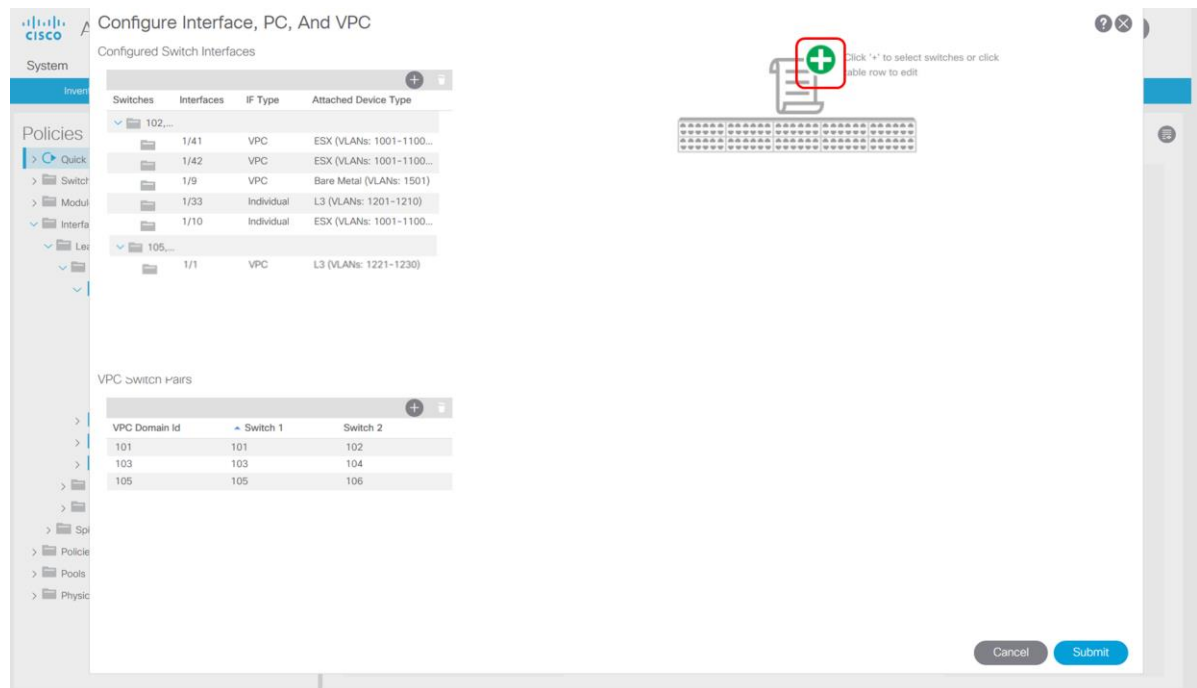 CISCO
Configure Interface, PC, And VPC
System
Configured Switch Interfaces
Click '+' to select switches or click
table row to edit
Switches Interfaces IF Type Attached Device Type
102,...
1/41 VPC ESX (VLANs: 1001-1100...
1/42 VPC ESX (VLANs: 1001-1100...
1/9 VPC Bare Metal (VLANs: 1501)
1/33 Individual L3 (VLANs: 1201-1210)
1/10 Individual ESX (VLANs: 1001-1100...
105,...
1/1 VPC L3 (VLANs: 1221-1230)
Policies
Quick
VPC Switch Pairs
VPC Domain Id Switch 1 Switch 2
101 101 102
103 103 104
105 105 106
Policie
Pools
Physic
Cancel Submit